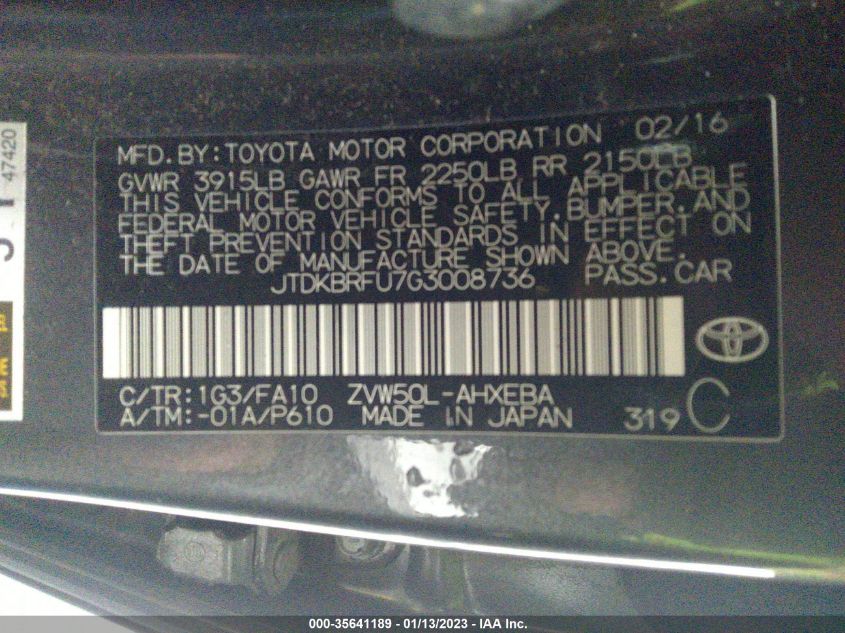 MFD.BY:TOYOTA MOTOR CORPORATION 02/16
GVWR 3915LB GAWR FR 2250LB RR 2150LB
THIS VEHICLE CONFORMS TO ALL APPLICABLE
FEDERAL MOTOR VEHICLE SAFETY,BUMPER,AND
THEFT PREVENTION STANDARDS IN EFFECT ON
THE DATE OF MANUFACTURE SHOWN ABOVE.
JTDKBRFU7G3008736 PASS.CAR
C/TR:1G3/FA10 ZVW50L-AHXEBA
A/TM:-01A/P610 MADE IN JAPAN 319 C
47420
000-35641189 - 01/13/2023 - IAA Inc.